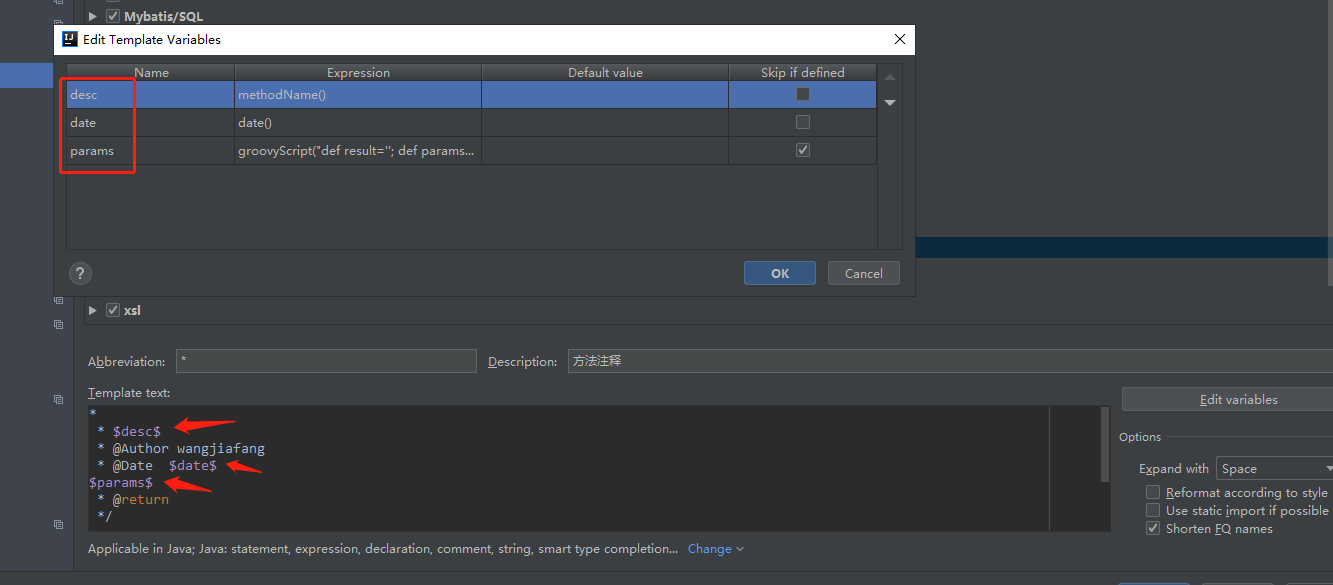 Mybatis/SQL
Edit Template Variables
Name Expression Default value Skip if defined
desc methodName()
date date()
params groovyScript("def result=''; def params...
? OK Cancel
xsl
Abbreviation: * Description: 方法注释
Template text:
Edit variables
*
* $desc$
* @Author wangjiafang
* @Date $date$
$params$
* @return
*/
Options
Expand with Space
Reformat according to style
Use static import if possible
Shorten FQ names
Applicable in Java; Java: statement, expression, declaration, comment, string, smart type completion... Change